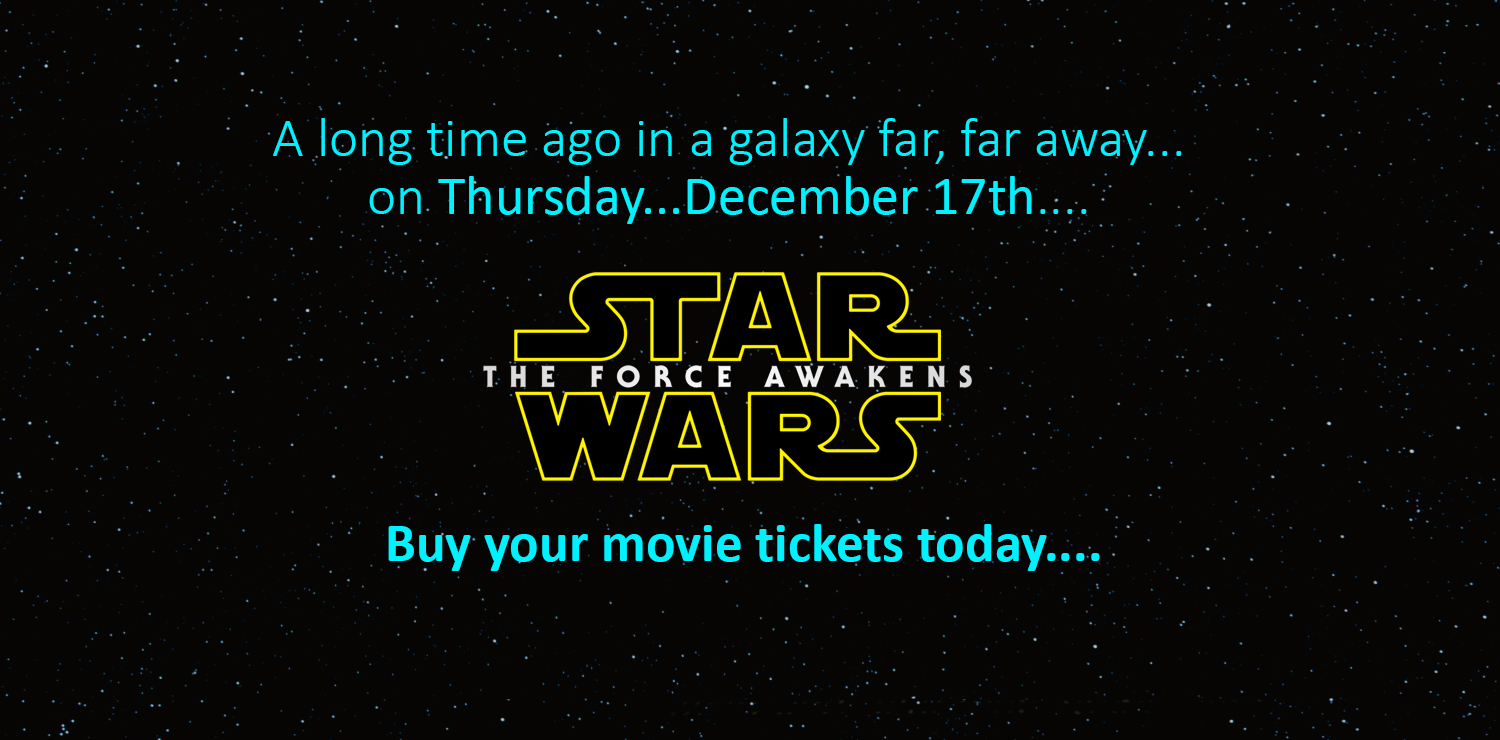 A long time ago in a galaxy far, far away...
on Thursday...December 17th....
STAR
THE FORCE AWAKENS
WARS
Buy your movie tickets today....